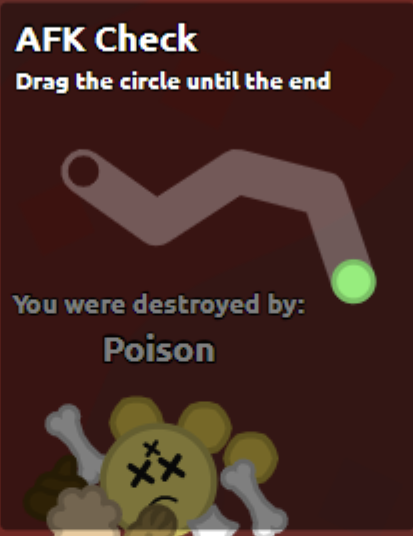 AFK Check
Drag the circle until the end
You were destroyed by:
Poison